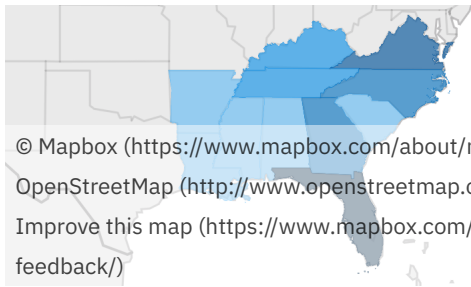 © Mapbox (https://www.mapbox.com/about/
OpenStreetMap (http://www.openstreetmap.
Improve this map (https://www.mapbox.com/
feedback/)